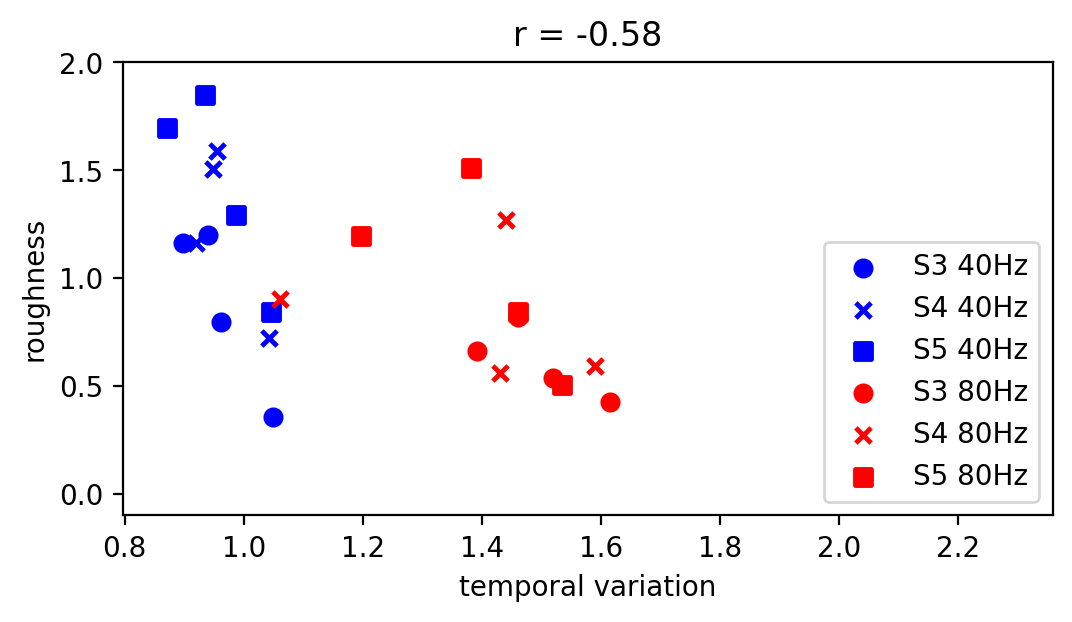 r = -0.58
roughness
2.0
1.5
1.0
0.5
0.0
S3 40Hz
S4 40Hz
S5 40Hz
S3 80Hz
S4 80Hz
S5 80Hz
0.8 1.0 1.2 1.4 1.6 1.8 2.0 2.2
temporal variation